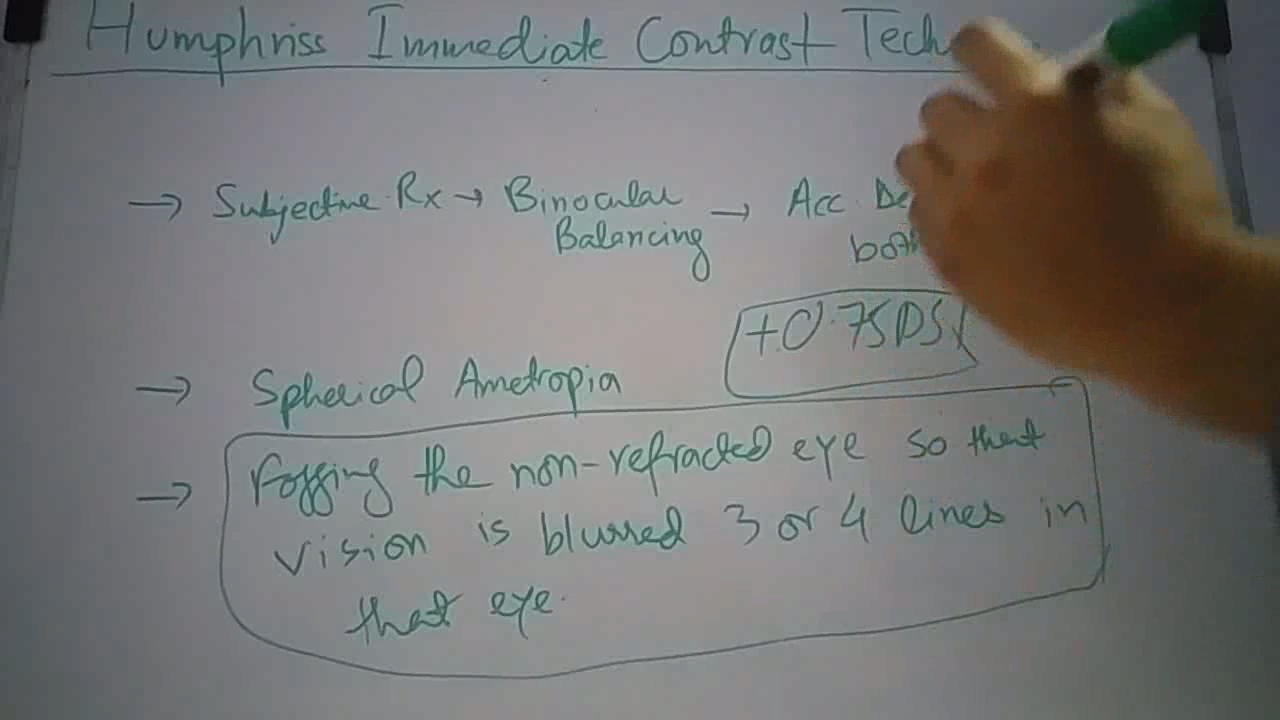 Humphriss Immediate Contrast Tech
→ Subjective Rx → Binocular → Acc.
Balancing
+0.75DS
→ Spherical Ametropia
→ Fogging the non-refracted eye so that
vision is blurred 3 or 4 lines in
that eye.